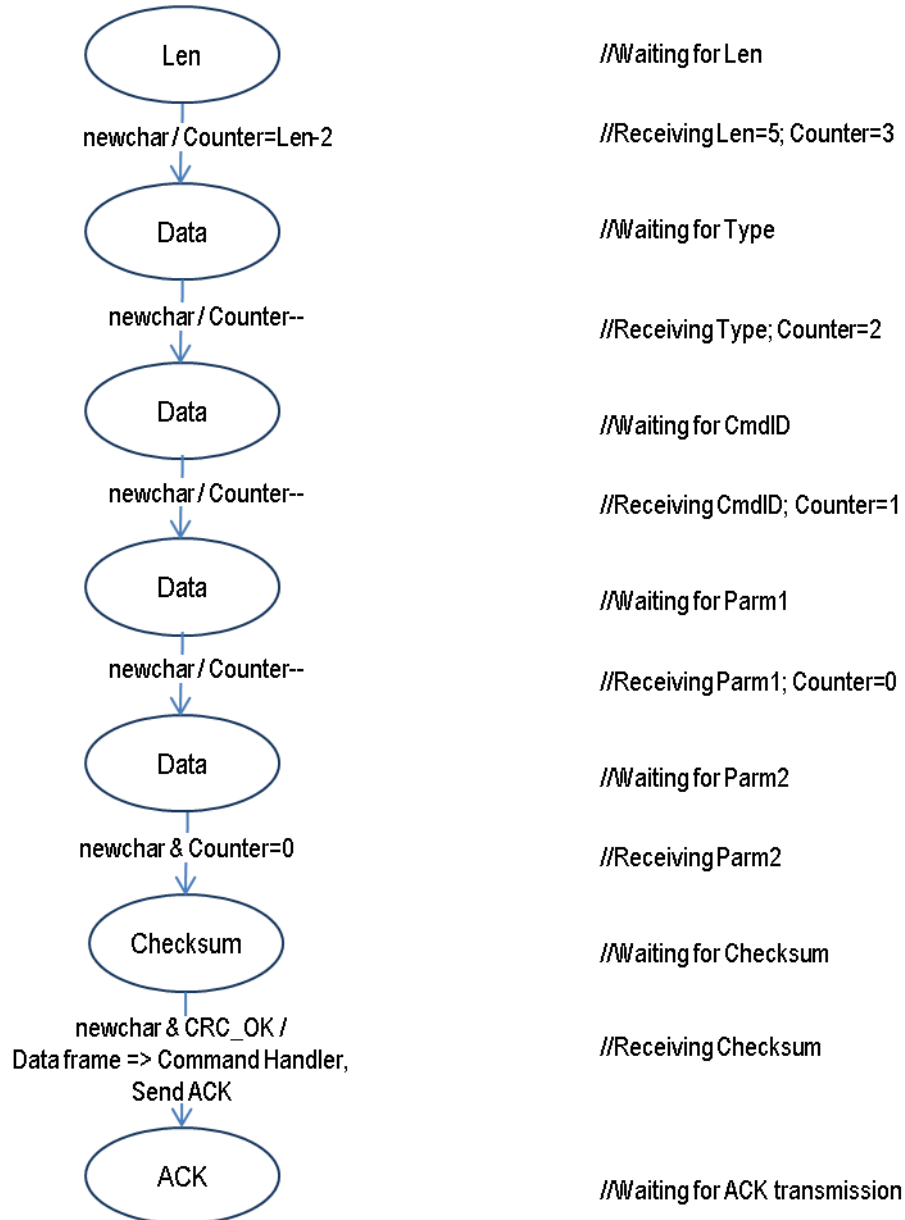 Len
//Waiting for Len
newchar / Counter=Len-2
//Receiving Len=5; Counter=3
Data
//Waiting for Type
newchar / Counter--
//Receiving Type; Counter=2
Data
//Waiting for CmdID
newchar / Counter--
//Receiving CmdID; Counter=1
Data
//Waiting for Parm1
newchar / Counter--
//Receiving Parm1; Counter=0
Data
//Waiting for Parm2
newchar & Counter=0
//Receiving Parm2
Checksum
//Waiting for Checksum
newchar & CRC_OK /
Data frame => Command Handler,
Send ACK
//Receiving Checksum
ACK
//Waiting for ACK transmission